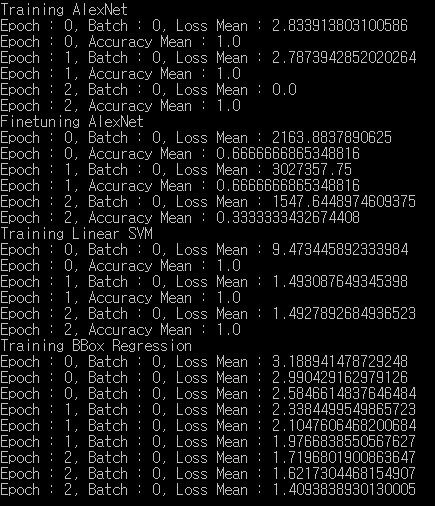 Training AlexNet
Epoch : 0, Batch : 0, Loss Mean : 2.833913803100586
Epoch : 0, Accuracy Mean : 1.0
Epoch : 1, Batch : 0, Loss Mean : 2.7873942852020264
Epoch : 1, Accuracy Mean : 1.0
Epoch : 2, Batch : 0, Loss Mean : 0.0
Epoch : 2, Accuracy Mean : 1.0
Finetuning AlexNet
Epoch : 0, Batch : 0, Loss Mean : 2163.8837890625
Epoch : 0, Accuracy Mean : 0.6666666865348816
Epoch : 1, Batch : 0, Loss Mean : 3027357.75
Epoch : 1, Accuracy Mean : 0.6666666865348816
Epoch : 2, Batch : 0, Loss Mean : 1547.6448974609375
Epoch : 2, Accuracy Mean : 0.3333333432674408
Training Linear SVM
Epoch : 0, Batch : 0, Loss Mean : 9.473445892333984
Epoch : 0, Accuracy Mean : 1.0
Epoch : 1, Batch : 0, Loss Mean : 1.493087649345398
Epoch : 1, Accuracy Mean : 1.0
Epoch : 2, Batch : 0, Loss Mean : 1.4927892684936523
Epoch : 2, Accuracy Mean : 1.0
Training BBox Regression
Epoch : 0, Batch : 0, Loss Mean : 3.188941478729248
Epoch : 0, Batch : 0, Loss Mean : 2.990429162979126
Epoch : 0, Batch : 0, Loss Mean : 2.5846614837646484
Epoch : 1, Batch : 0, Loss Mean : 2.3384499549865723
Epoch : 1, Batch : 0, Loss Mean : 2.1047606468200684
Epoch : 1, Batch : 0, Loss Mean : 1.9766838550567627
Epoch : 2, Batch : 0, Loss Mean : 1.7196801900863647
Epoch : 2, Batch : 0, Loss Mean : 1.6217304468154907
Epoch : 2, Batch : 0, Loss Mean : 1.4093838930130005